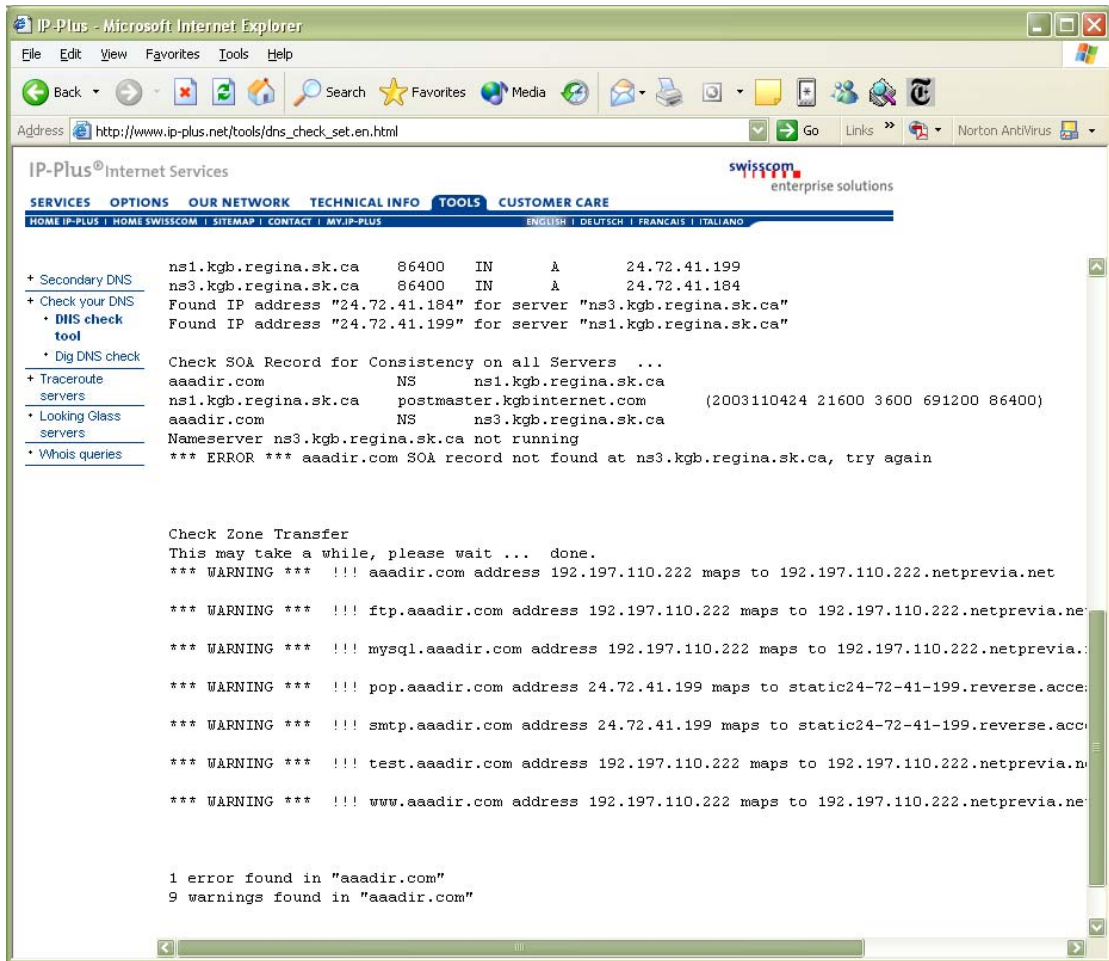 IP-Plus - Microsoft Internet Explorer
File Edit View Favorites Tools Help
Back Search Favorites Media
Address http://www.ip-plus.net/tools/dns_check_set.en.html Go Links » Norton AntiVirus
IP-Plus® Internet Services
swisscom
enterprise solutions
SERVICES OPTIONS OUR NETWORK TECHNICAL INFO TOOLS CUSTOMER CARE
HOME IP-PLUS | HOME SWISSCOM | SITEMAP | CONTACT | MY.IP-PLUS ENGLISH | DEUTSCH | FRANCAIS | ITALIANO
+ Secondary DNS
+ Check your DNS
• DNS check
tool
• Dig DNS check
+ Traceroute
servers
• Looking Glass
servers
• Whois queries
ns1.kgb.regina.sk.ca 86400 IN A 24.72.41.199
ns3.kgb.regina.sk.ca 86400 IN A 24.72.41.184
Found IP address "24.72.41.184" for server "ns3.kgb.regina.sk.ca"
Found IP address "24.72.41.199" for server "ns1.kgb.regina.sk.ca"
Check SOA Record for Consistency on all Servers ...
aaadir.com NS ns1.kgb.regina.sk.ca
ns1.kgb.regina.sk.ca postmaster.kgbinternet.com (2003110424 21600 3600 691200 86400)
aaadir.com NS ns3.kgb.regina.sk.ca
Nameserver ns3.kgb.regina.sk.ca not running
*** ERROR *** aaadir.com SOA record not found at ns3.kgb.regina.sk.ca, try again
Check Zone Transfer
This may take a while, please wait ... done.
*** WARNING *** !!! aaadir.com address 192.197.110.222 maps to 192.197.110.222.netprevia.net
*** WARNING *** !!! ftp.aaadir.com address 192.197.110.222 maps to 192.197.110.222.netprevia.ne
*** WARNING *** !!! mysql.aaadir.com address 192.197.110.222 maps to 192.197.110.222.netprevia.
*** WARNING *** !!! pop.aaadir.com address 24.72.41.199 maps to static24-72-41-199.reverse.acce
*** WARNING *** !!! smtp.aaadir.com address 24.72.41.199 maps to static24-72-41-199.reverse.acc
*** WARNING *** !!! test.aaadir.com address 192.197.110.222 maps to 192.197.110.222.netprevia.n
*** WARNING *** !!! www.aaadir.com address 192.197.110.222 maps to 192.197.110.222.netprevia.ne
1 error found in "aaadir.com"
9 warnings found in "aaadir.com"